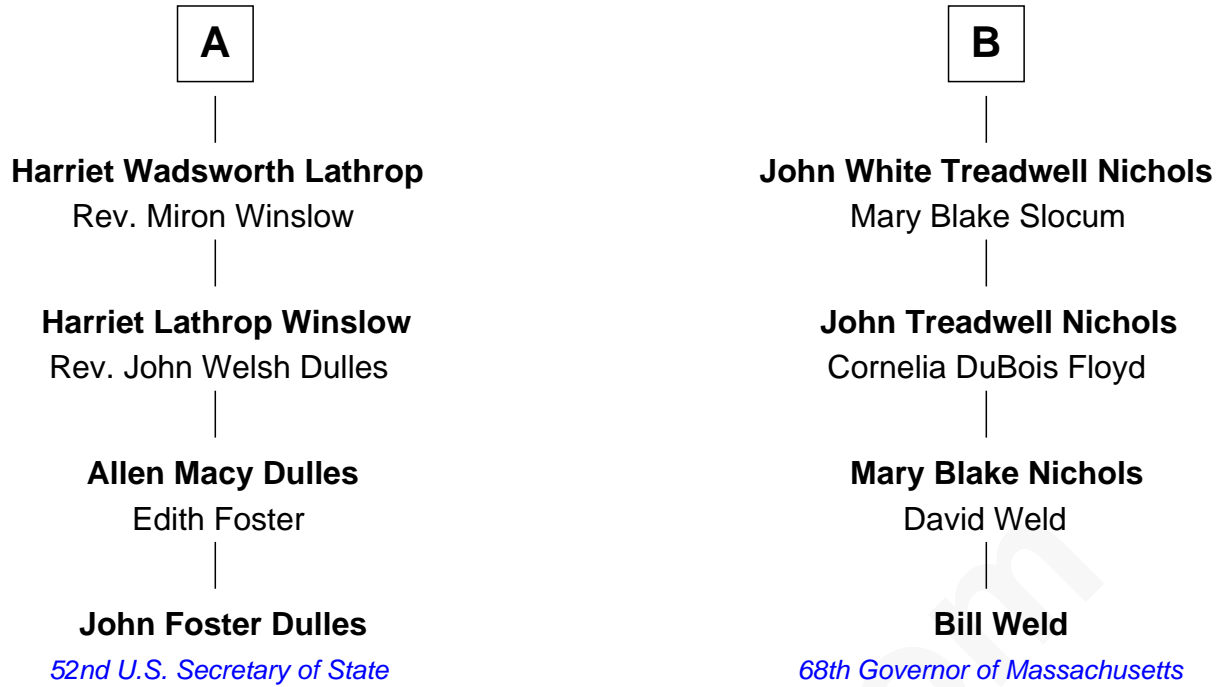 A
Harriet Wadsworth Lathrop
Rev. Miron Winslow
Harriet Lathrop Winslow
Rev. John Welsh Dulles
Allen Macy Dulles
Edith Foster
John Foster Dulles
52nd U.S. Secretary of State
B
John White Treadwell Nichols
Mary Blake Slocum
John Treadwell Nichols
Cornelia DuBois Floyd
Mary Blake Nichols
David Weld
Bill Weld
68th Governor of Massachusetts